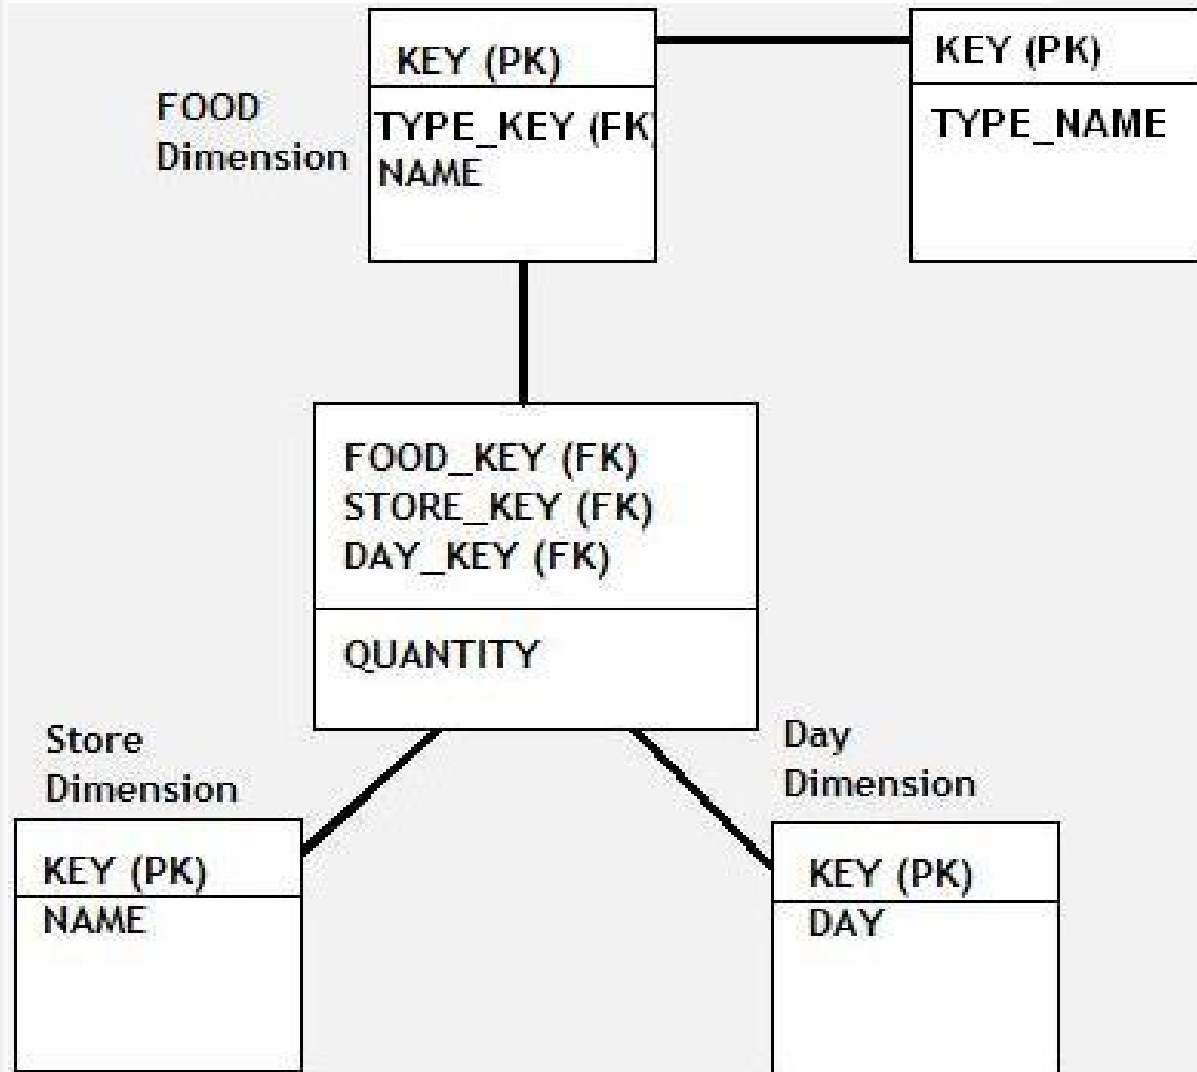 FOOD
Dimension
KEY (PK)
TYPE_KEY (FK
NAME
KEY (PK)
TYPE_NAME
FOOD_KEY (FK)
STORE_KEY (FK)
DAY_KEY (FK)
QUANTITY
Store
Dimension
KEY (PK)
NAME
Day
Dimension
KEY (PK)
DAY